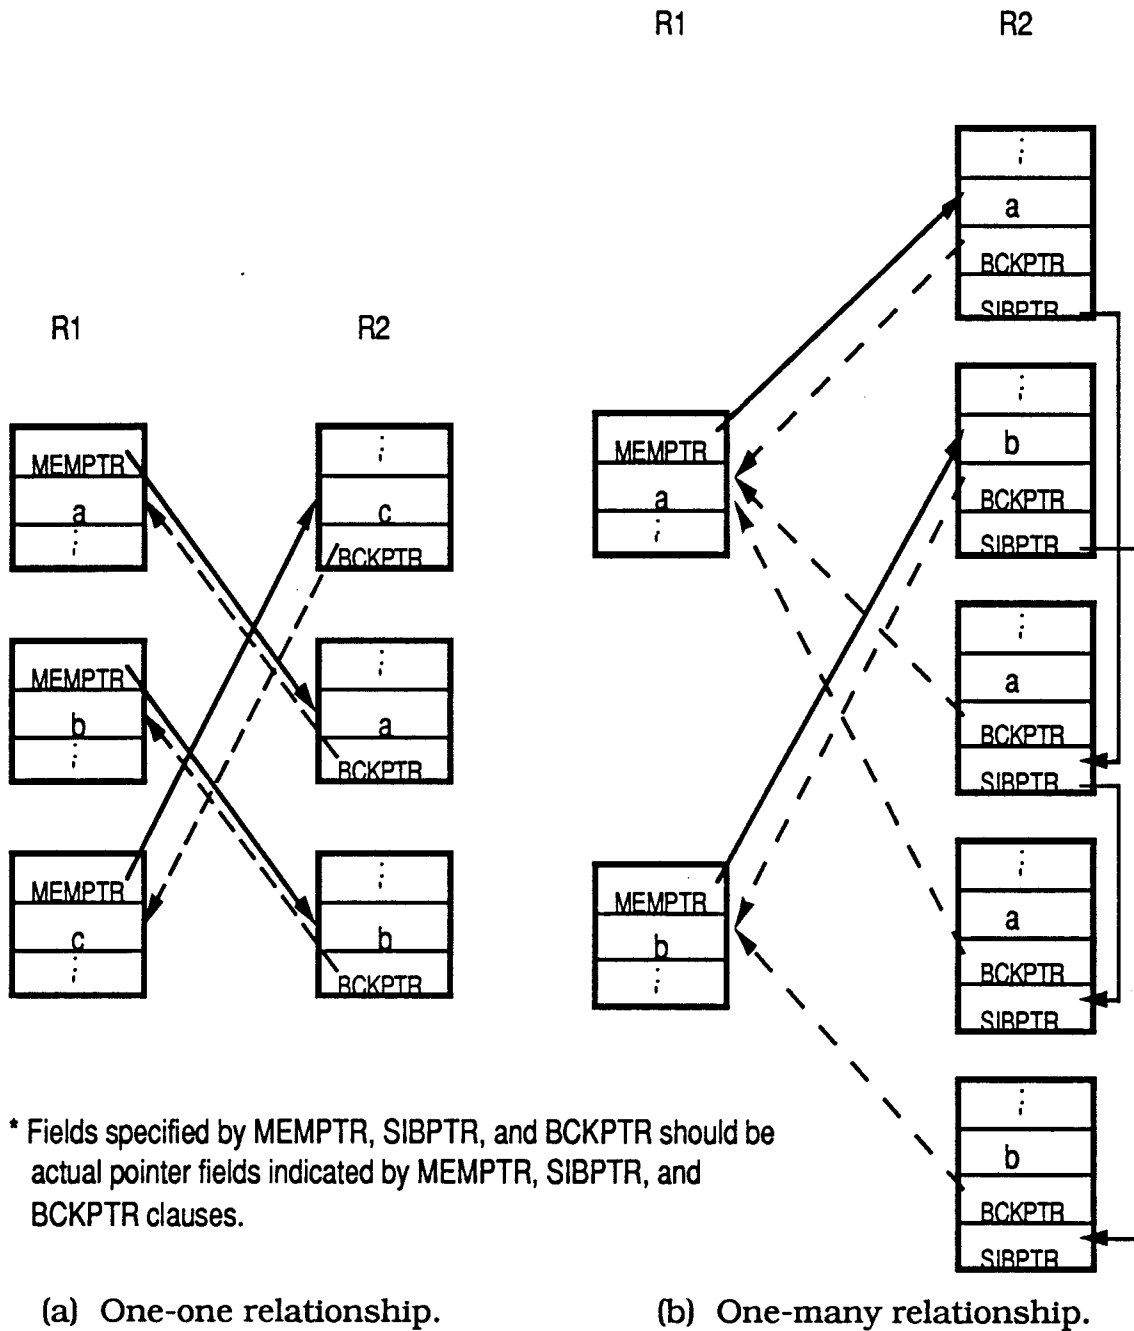 R1
R2
MEMPTR
a
MEMPTR
b
MEMPTR
c
c
BCKPTR
a
BCKPTR
b
BCKPTR
R1
R2
MEMPTR
a
MEMPTR
b
a
BCKPTR
SIBPTR
b
BCKPTR
SIBPTR
a
BCKPTR
SIBPTR
a
BCKPTR
SIBPTR
b
BCKPTR
SIBPTR
* Fields specified by MEMPTR, SIBPTR, and BCKPTR should be
actual pointer fields indicated by MEMPTR, SIBPTR, and
BCKPTR clauses.
(a) One-one relationship.
(b) One-many relationship.